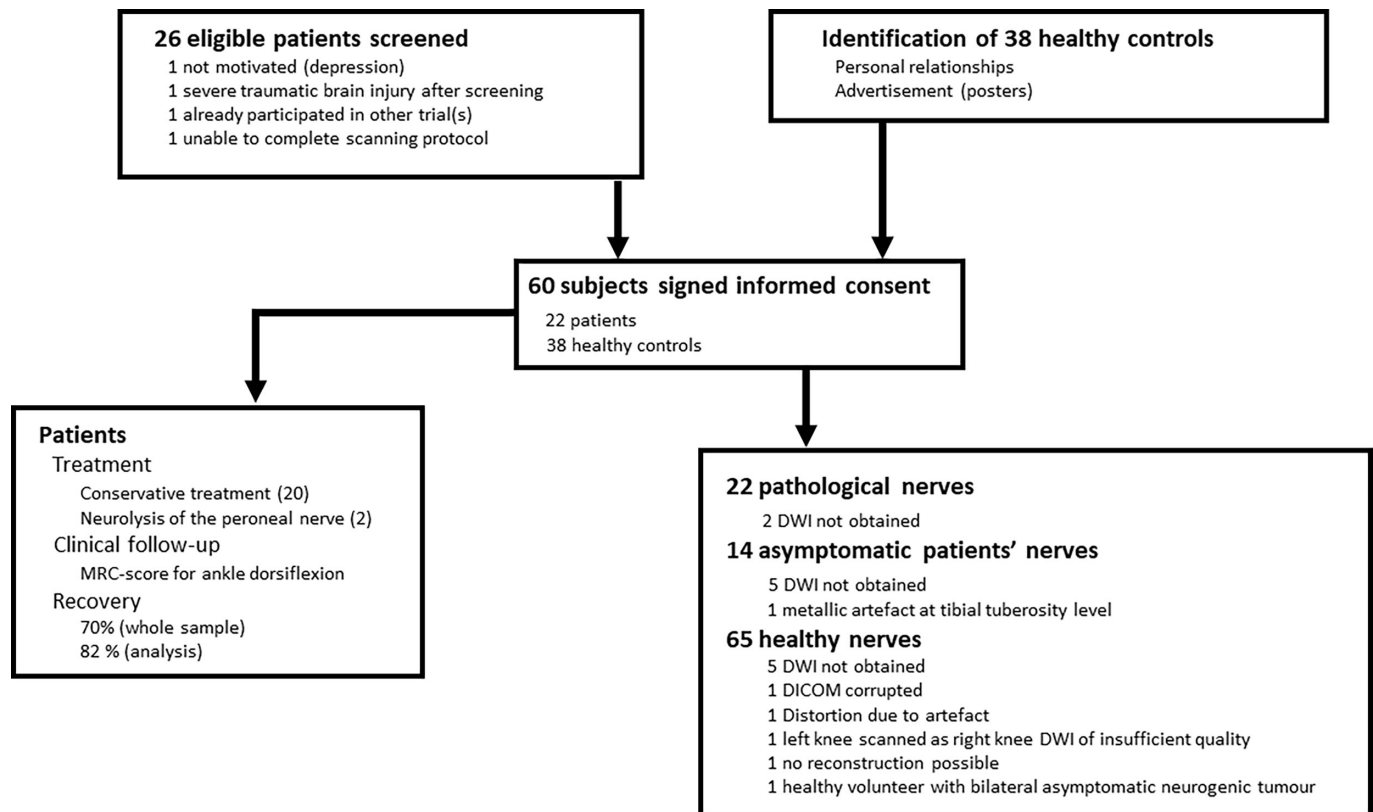 26 eligible patients screened
1 not motivated (depression)
1 severe traumatic brain injury after screening
1 already participated in other trial(s)
1 unable to complete scanning protocol
Identification of 38 healthy controls
Personal relationships
Advertisement (posters)
60 subjects signed informed consent
22 patients
38 healthy controls
Patients
Treatment
Conservative treatment (20)
Neurolysis of the peroneal nerve (2)
Clinical follow-up
MRC-score for ankle dorsiflexion
Recovery
70% (whole sample)
82 % (analysis)
22 pathological nerves
2 DWI not obtained
14 asymptomatic patients’ nerves
5 DWI not obtained
1 metallic artefact at tibial tuberosity level
65 healthy nerves
5 DWI not obtained
1 DICOM corrupted
1 Distortion due to artefact
1 left knee scanned as right knee DWI of insufficient quality
1 no reconstruction possible
1 healthy volunteer with bilateral asymptomatic neurogenic tumour